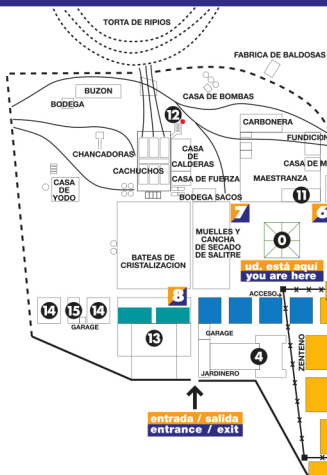 TORTA DE RIPIOS
FABRICA DE BALDOSAS
BUZON
CASA DE BOMBAS
BODEGA
12
CARBONERA
FUNDICION
CHANCADORAS
CASA
DE
CALDERAS
CASA DE M
CACHUCHOS
CASA DE FUERZA
MAESTRANZA
CASA
DE
YODO
BODEGA SACOS
11
7
6
MUELLES Y
CANCHA
DE SECADO
DE SALITRE
0
BATEAS DE
CRISTALIZACION
ud. está aquí
you are here
8
ACCESO
14
15
14
GARAGE
13
GARAGE
4
ZENTENO
JARDINERO
entrada / salida
entrance / exit